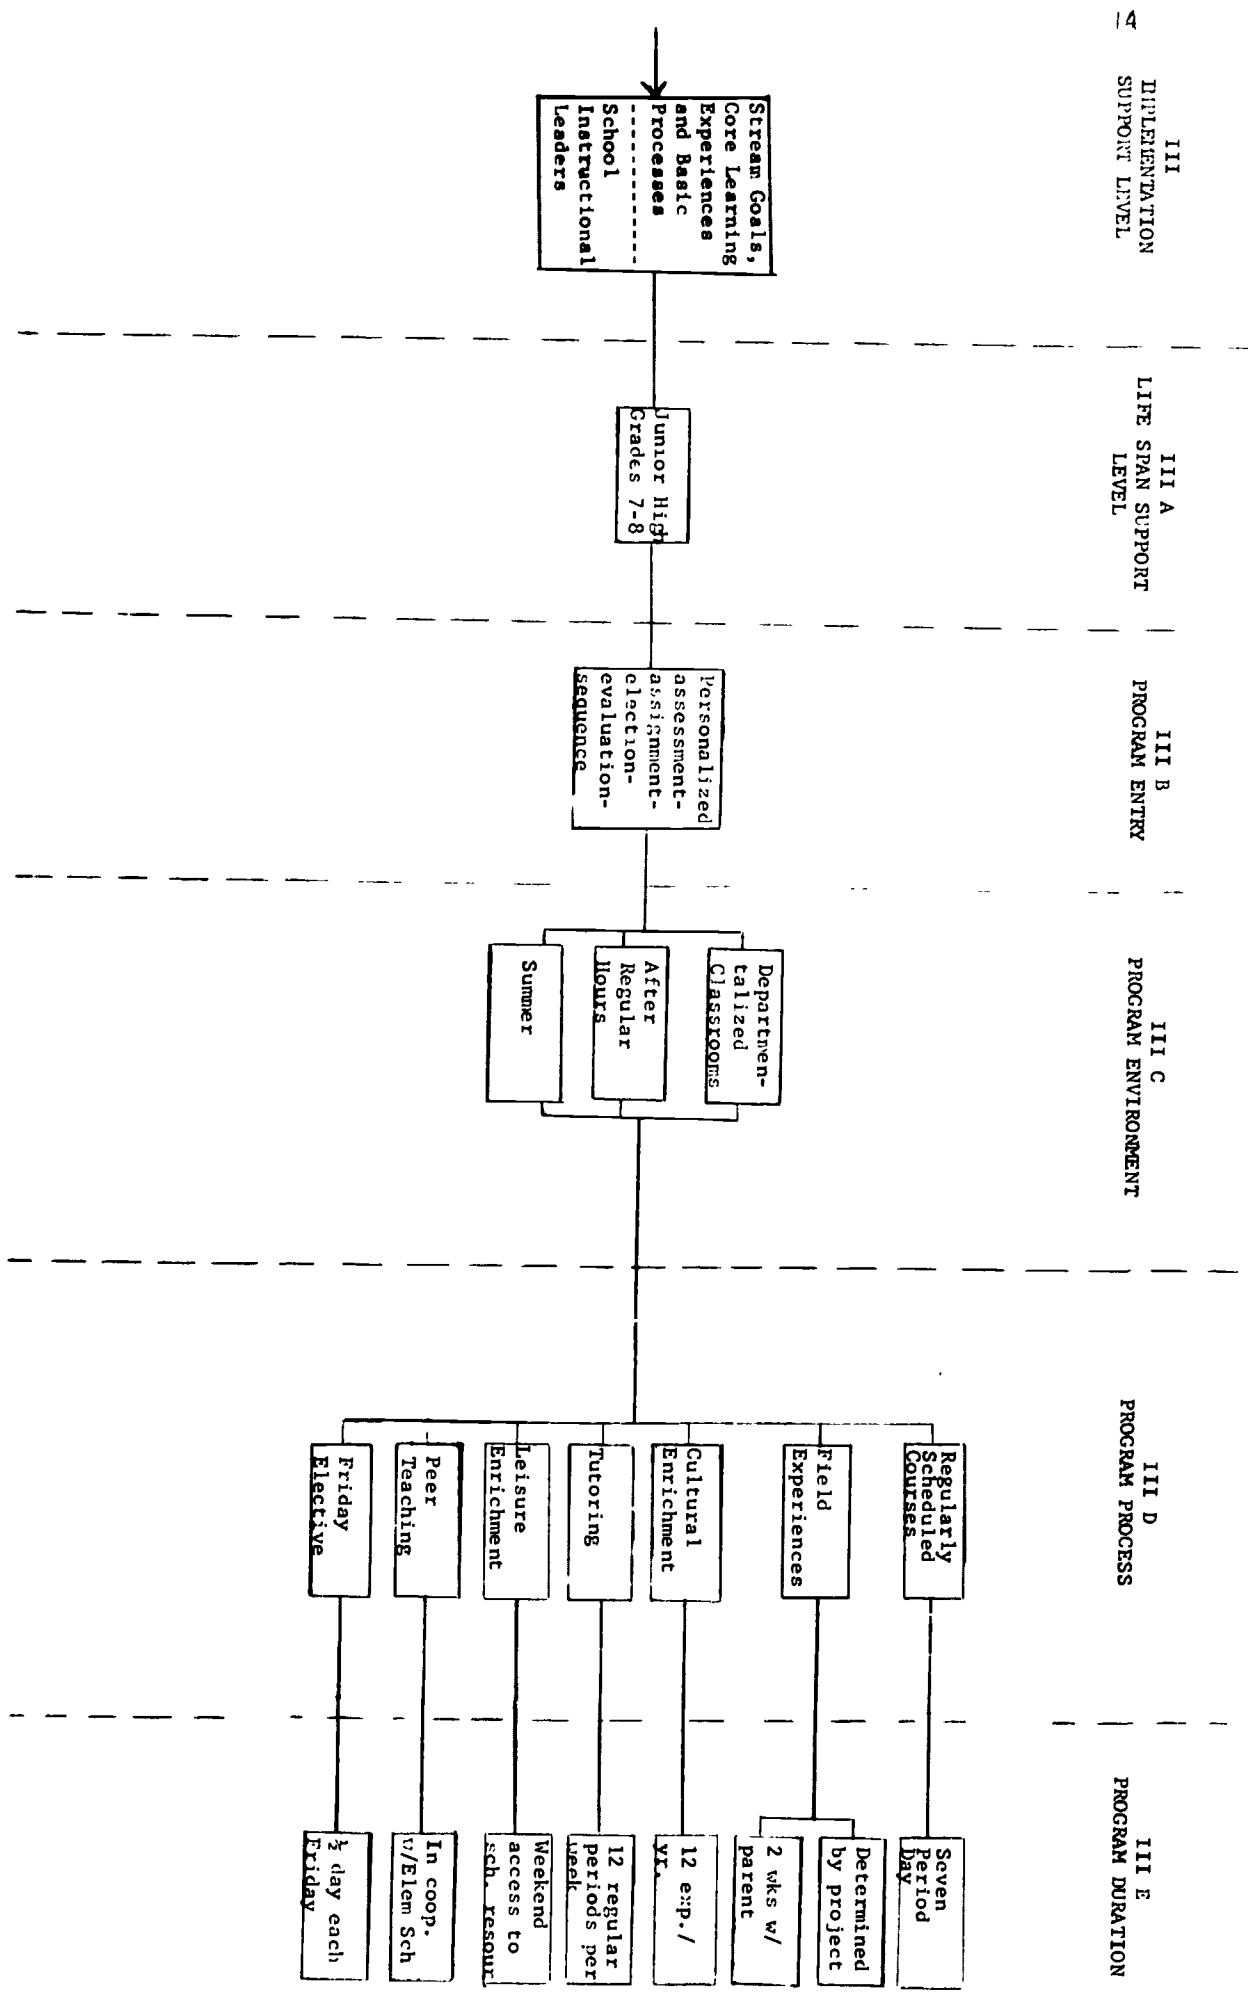 14
III
IMPLEMENTATION
SUPPORT LEVEL
III A
LIFE SPAN SUPPORT
LEVEL
III B
PROGRAM ENTRY
III C
PROGRAM ENVIRONMENT
III D
PROGRAM PROCESS
III E
PROGRAM DURATION
Stream Goals,
Core Learning
Experiences
and Basic
Processes
-----------
School
Instructional
Leaders
Junior High
Grades 7-8
Personalized
assessment-
assignment-
election-
evaluation-
sequence
Departmen-
talized
Classrooms
After
Regular
Hours
Summer
Regularly
Scheduled
Courses
Field
Experiences
Cultural
Enrichment
Tutoring
Leisure
Enrichment
Peer
Teaching
Friday
Elective
Seven
Period
Day
Determined
by project
2 wks w/
parent
12 exp./
yr.
12 regular
periods per
week
Weekend
access to
sch. resour
In coop.
w/Elem Sch
½ day each
Friday